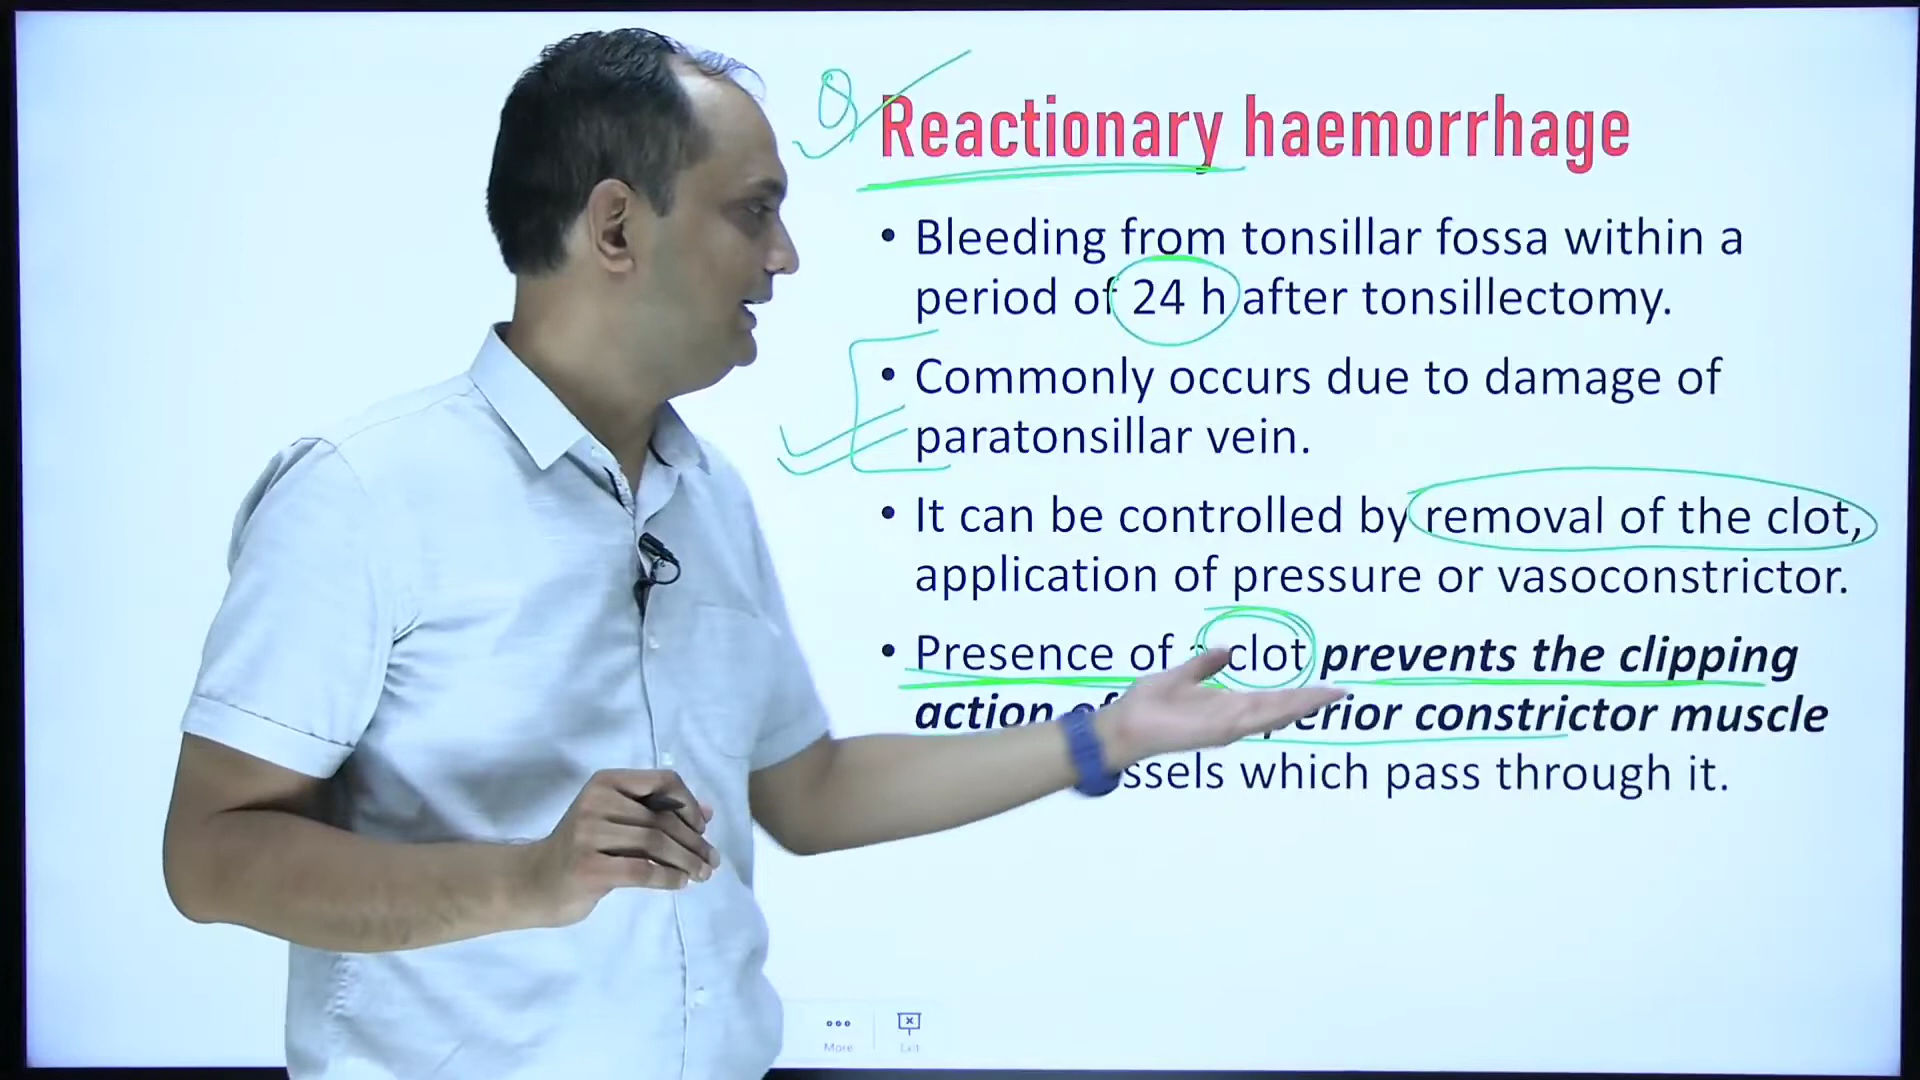 Reactionary haemorrhage
• Bleeding from tonsillar fossa within a
period of 24 h after tonsillectomy.
• Commonly occurs due to damage of
paratonsillar vein.
• It can be controlled by removal of the clot,
application of pressure or vasoconstrictor.
• Presence of clot prevents the clipping
action of constrictor muscle
which pass through it.
More
Exit